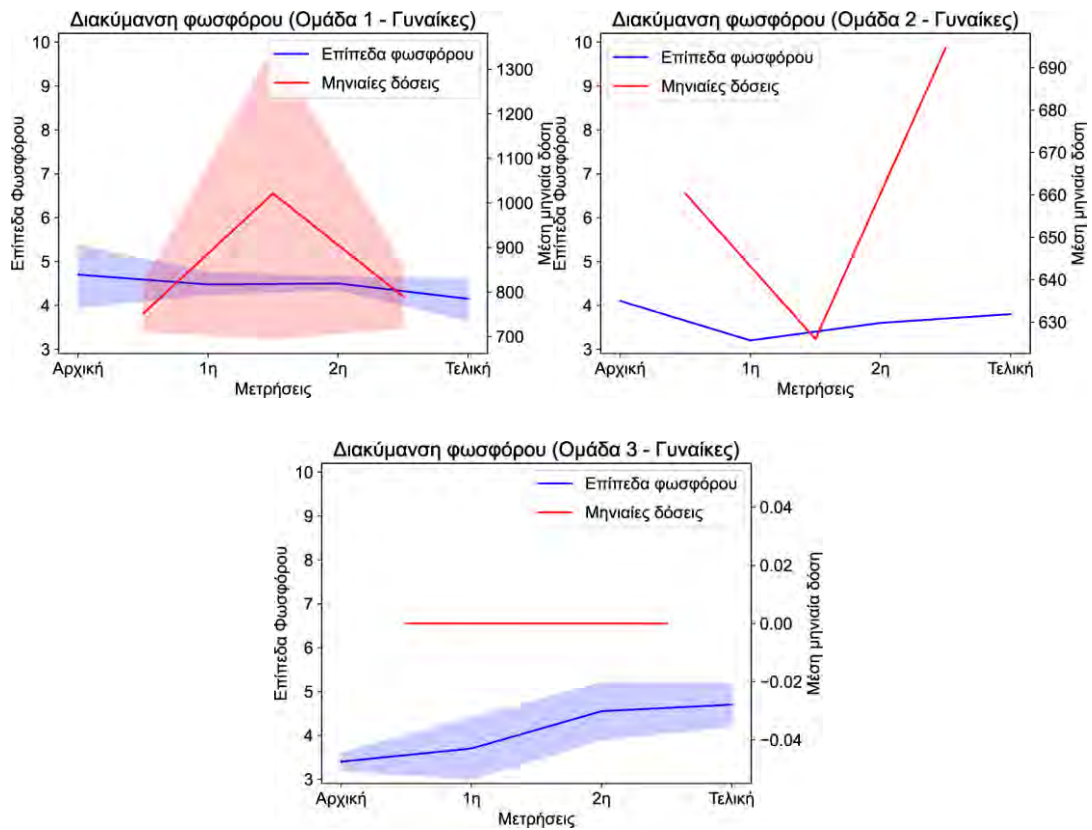 Διακύμανση φωσφόρου (Ομάδα 1 - Γυναίκες)
Επίπεδα φωσφόρου
Μηνιαίες δόσεις
Επίπεδα Φωσφόρου
10
9
8
7
6
5
4
3
1300
1200
1100
1000
900
800
700
Μέση μηνιαία δόση
Αρχική 1η 2η Τελική
Μετρήσεις
Διακύμανση φωσφόρου (Ομάδα 2 - Γυναίκες)
Επίπεδα φωσφόρου
Μηνιαίες δόσεις
Επίπεδα Φωσφόρου
10
9
8
7
6
5
4
3
690
680
670
660
650
640
630
Μέση μηνιαία δόση
Αρχική 1η 2η Τελική
Μετρήσεις
Διακύμανση φωσφόρου (Ομάδα 3 - Γυναίκες)
Επίπεδα φωσφόρου
Μηνιαίες δόσεις
Επίπεδα Φωσφόρου
10
9
8
7
6
5
4
3
0.04
0.02
0.00
−0.02
−0.04
Μέση μηνιαία δόση
Αρχική 1η 2η Τελική
Μετρήσεις